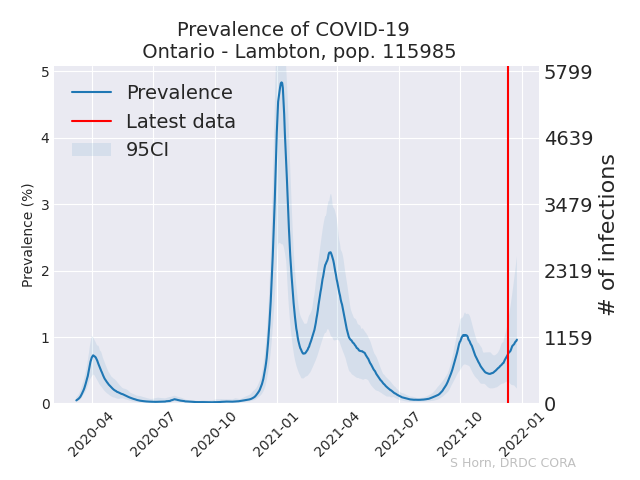 Prevalence of COVID-19
Ontario - Lambton, pop. 115985
Prevalence
Latest data
95CI
Prevalence (%)
5
4
3
2
1
0
5799
4639
3479
2319
1159
0
# of infections
2020-04
2020-07
2020-10
2021-01
2021-04
2021-07
2021-10
2022-01
S Horn, DRDC CORA